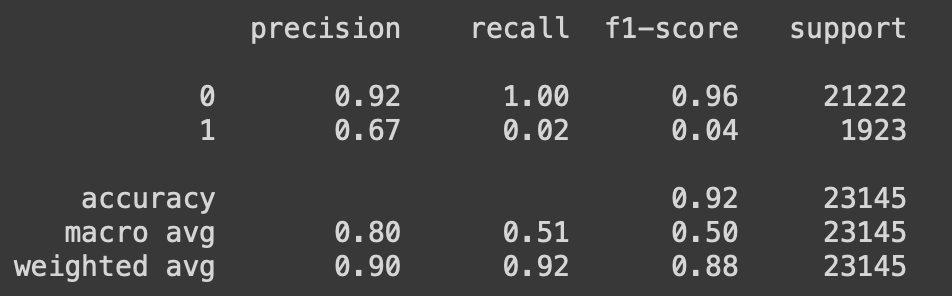 precision recall f1-score support
0 0.92 1.00 0.96 21222
1 0.67 0.02 0.04 1923
accuracy 0.92 23145
macro avg 0.80 0.51 0.50 23145
weighted avg 0.90 0.92 0.88 23145